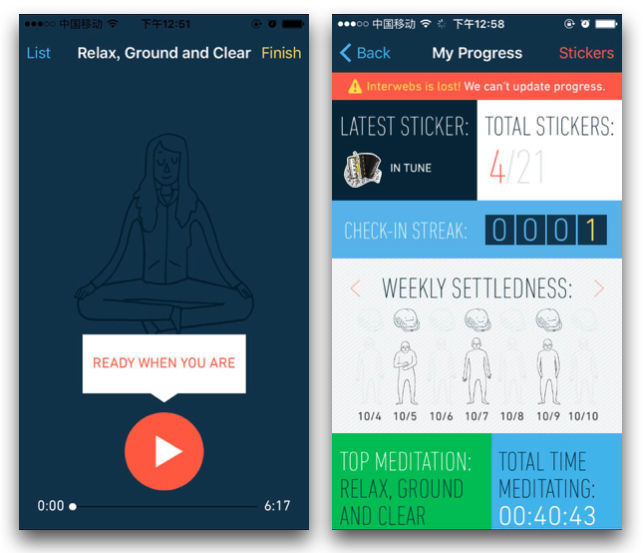 中国移动 下午12:51
List Relax, Ground and Clear Finish
READY WHEN YOU ARE
0:00 6:17
中国移动 下午12:58
Back My Progress Stickers
Interwebs is lost! We can't update progress.
LATEST STICKER:
IN TUNE
TOTAL STICKERS:
4/21
CHECK-IN STREAK: 0001
WEEKLY SETTLEDNESS:
10/4 10/5 10/6 10/7 10/8 10/9 10/10
TOP MEDITATION:
RELAX, GROUND
AND CLEAR
TOTAL TIME
MEDITATING:
00:40:43